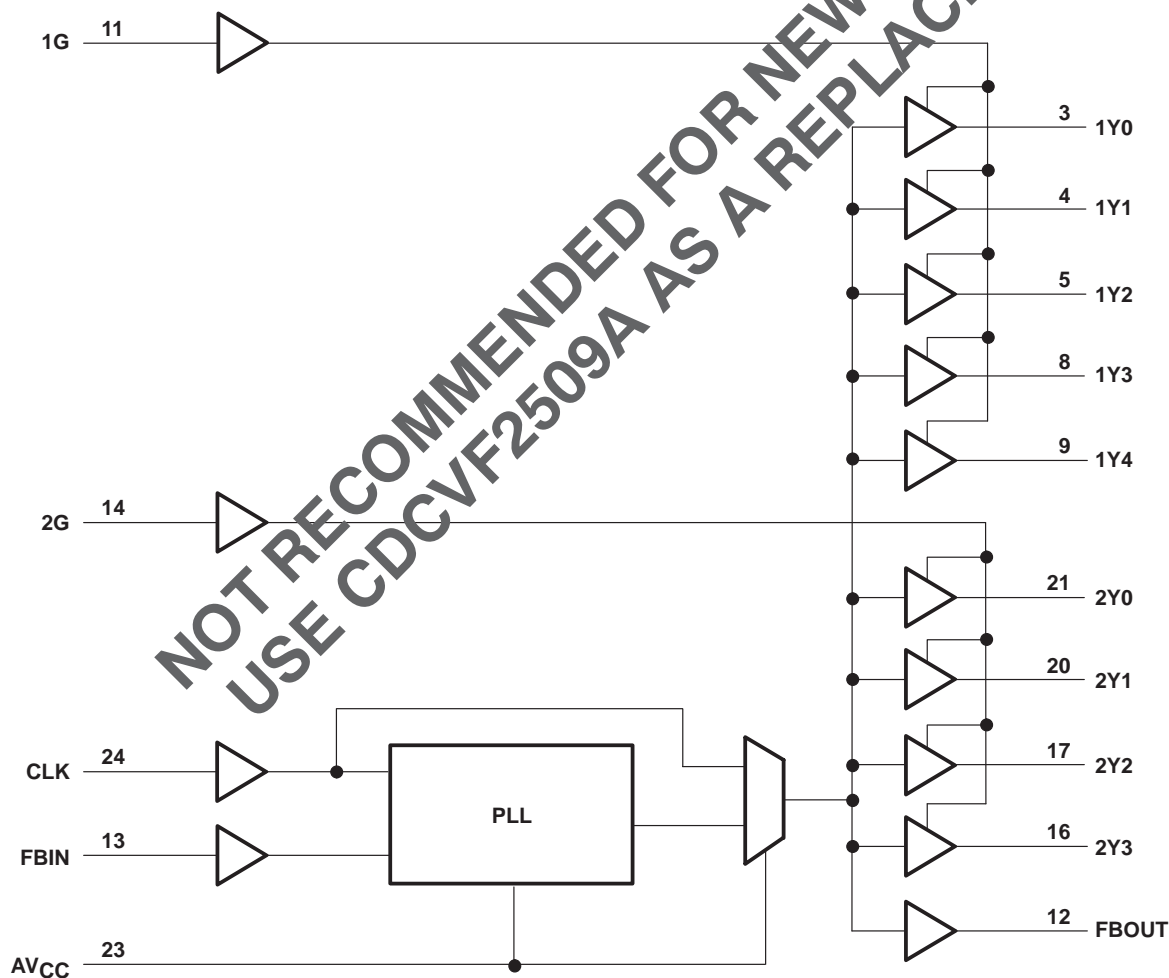 1G 11
3 1Y0
4 1Y1
5 1Y2
8 1Y3
9 1Y4
2G 14
21 2Y0
20 2Y1
17 2Y2
16 2Y3
12 FBOUT
CLK 24
FBIN 13
AVCC 23
PLL
NOT RECOMMENDED FOR NEW
USE CDCVF2509A AS A